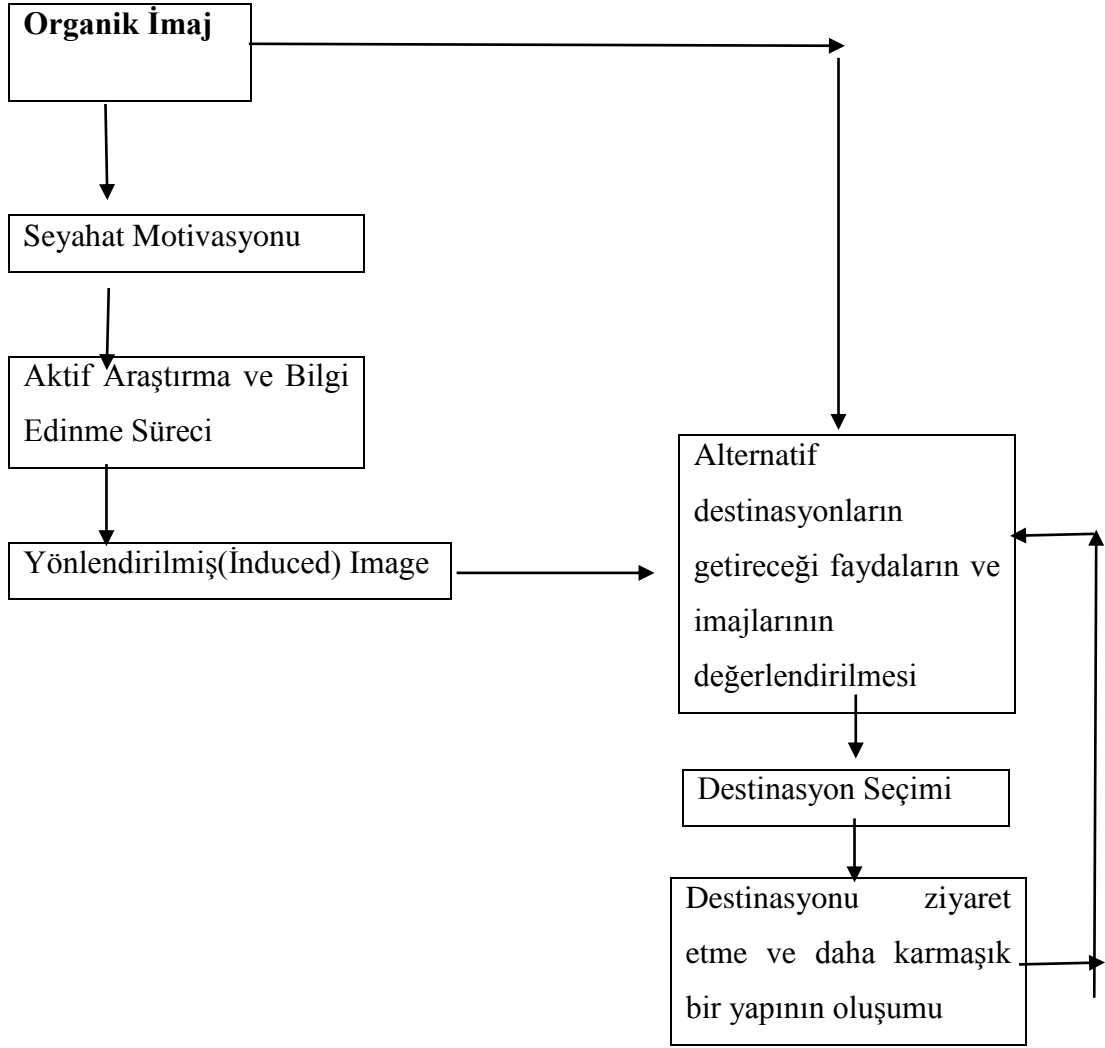 Organik İmaj
Seyahat Motivasyonu
Aktif Araştırma ve Bilgi
Edinme Süreci
Yönlendirilmiş(İnduced) Image
Alternatif
destinasyonların
getireceği faydaların ve
imajlarının
değerlendirilmesi
Destinasyon Seçimi
Destinasyonu ziyaret
etme ve daha karmaşık
bir yapının oluşumu